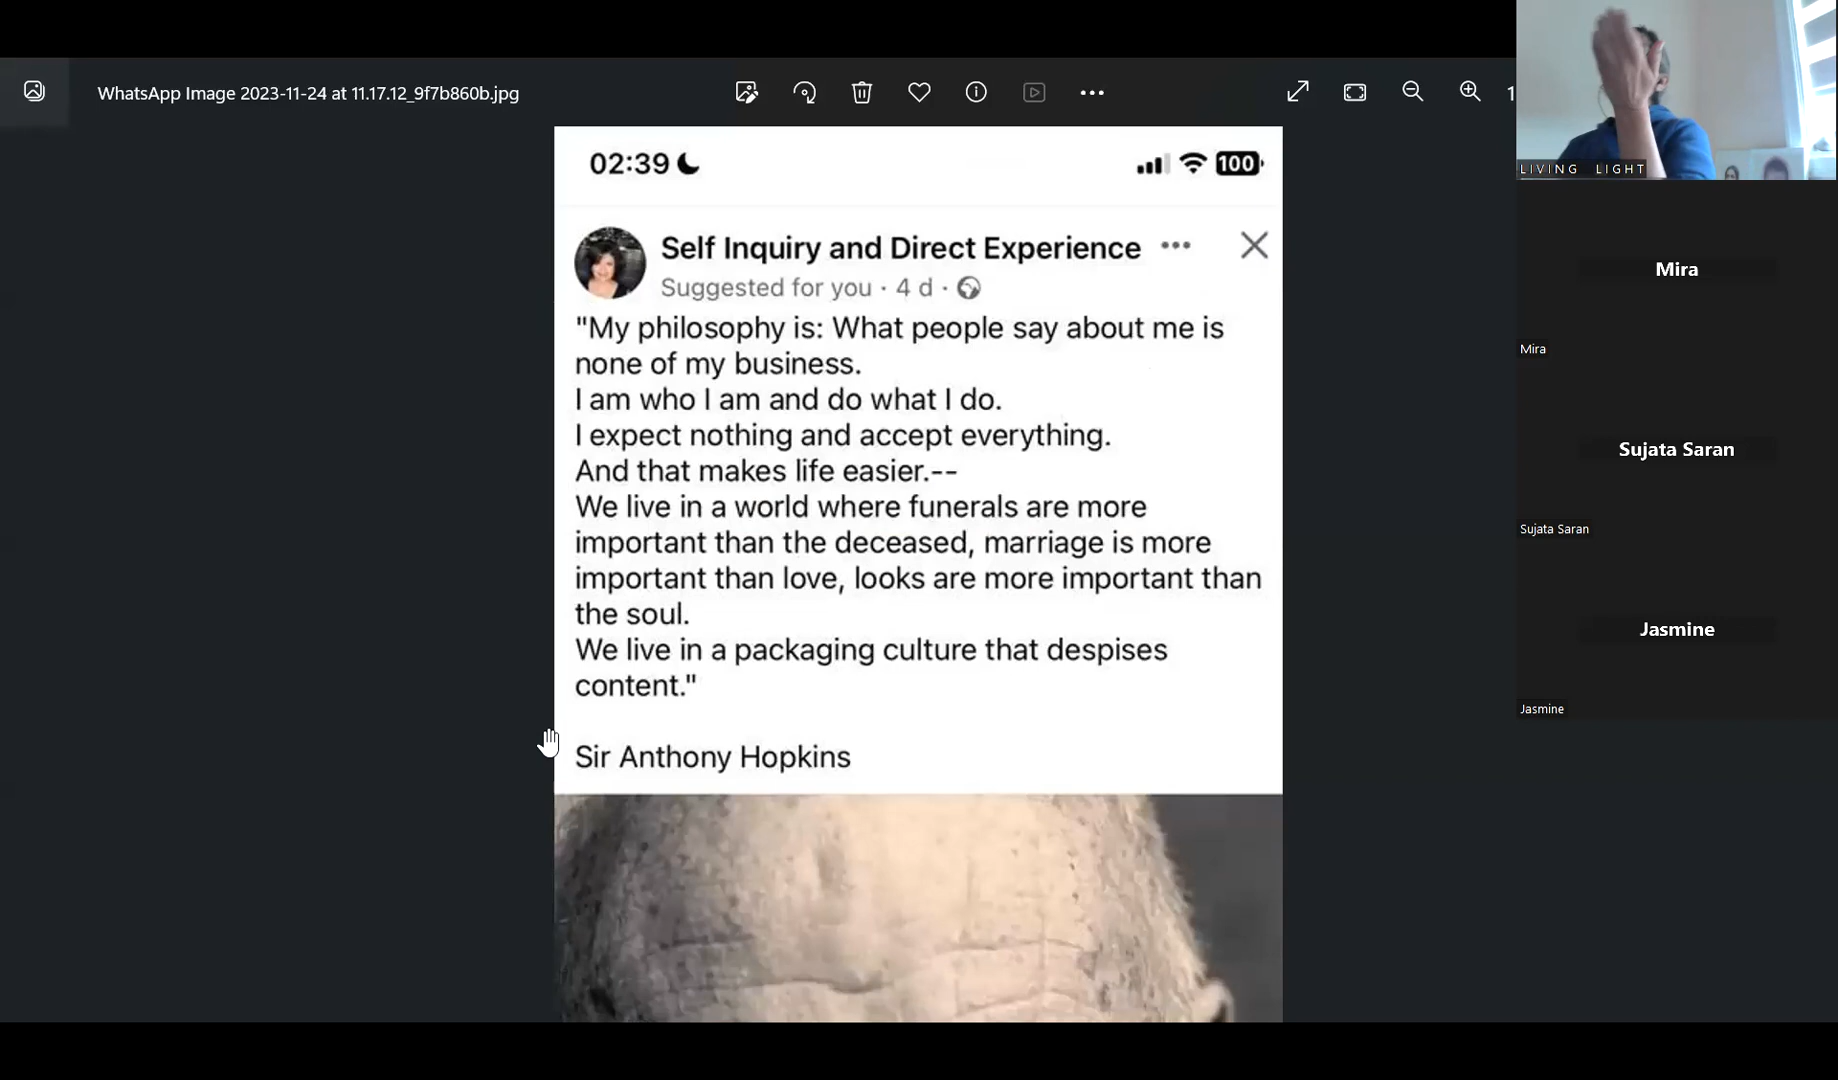 WhatsApp Image 2023-11-24 at 11.17.12_9f7b860b.jpg
1
02:39
100
Self Inquiry and Direct Experience
Suggested for you · 4 d ·
"My philosophy is: What people say about me is
none of my business.
I am who I am and do what I do.
I expect nothing and accept everything.
And that makes life easier.--
We live in a world where funerals are more
important than the deceased, marriage is more
important than love, looks are more important than
the soul.
We live in a packaging culture that despises
content."
Sir Anthony Hopkins
LIVING LIGHT
Mira
Mira
Sujata Saran
Sujata Saran
Jasmine
Jasmine